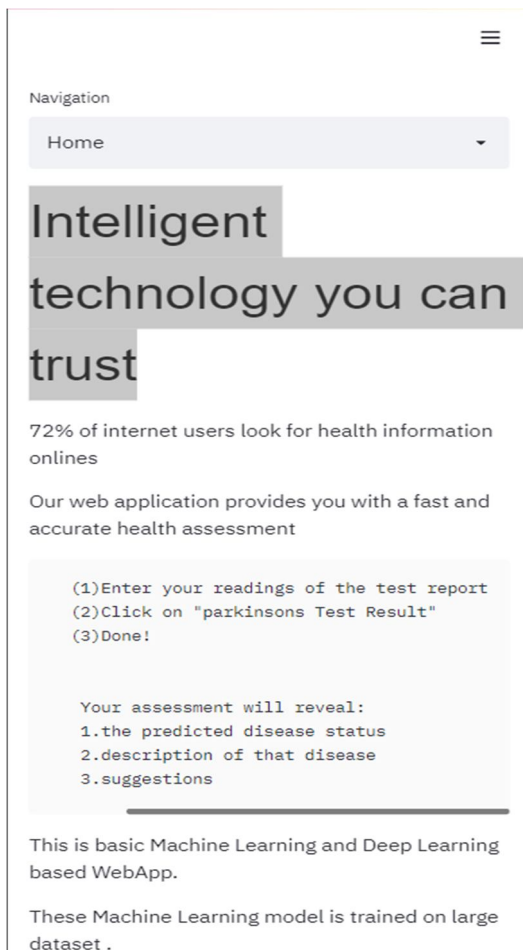 Navigation
Home
Intelligent
technology you can
trust
72% of internet users look for health information
onlines
Our web application provides you with a fast and
accurate health assessment
(1)Enter your readings of the test report
(2)Click on "parkinsons Test Result"
(3)Done!
Your assessment will reveal:
1.the predicted disease status
2.description of that disease
3.suggestions
This is basic Machine Learning and Deep Learning
based WebApp.
These Machine Learning model is trained on large
dataset .